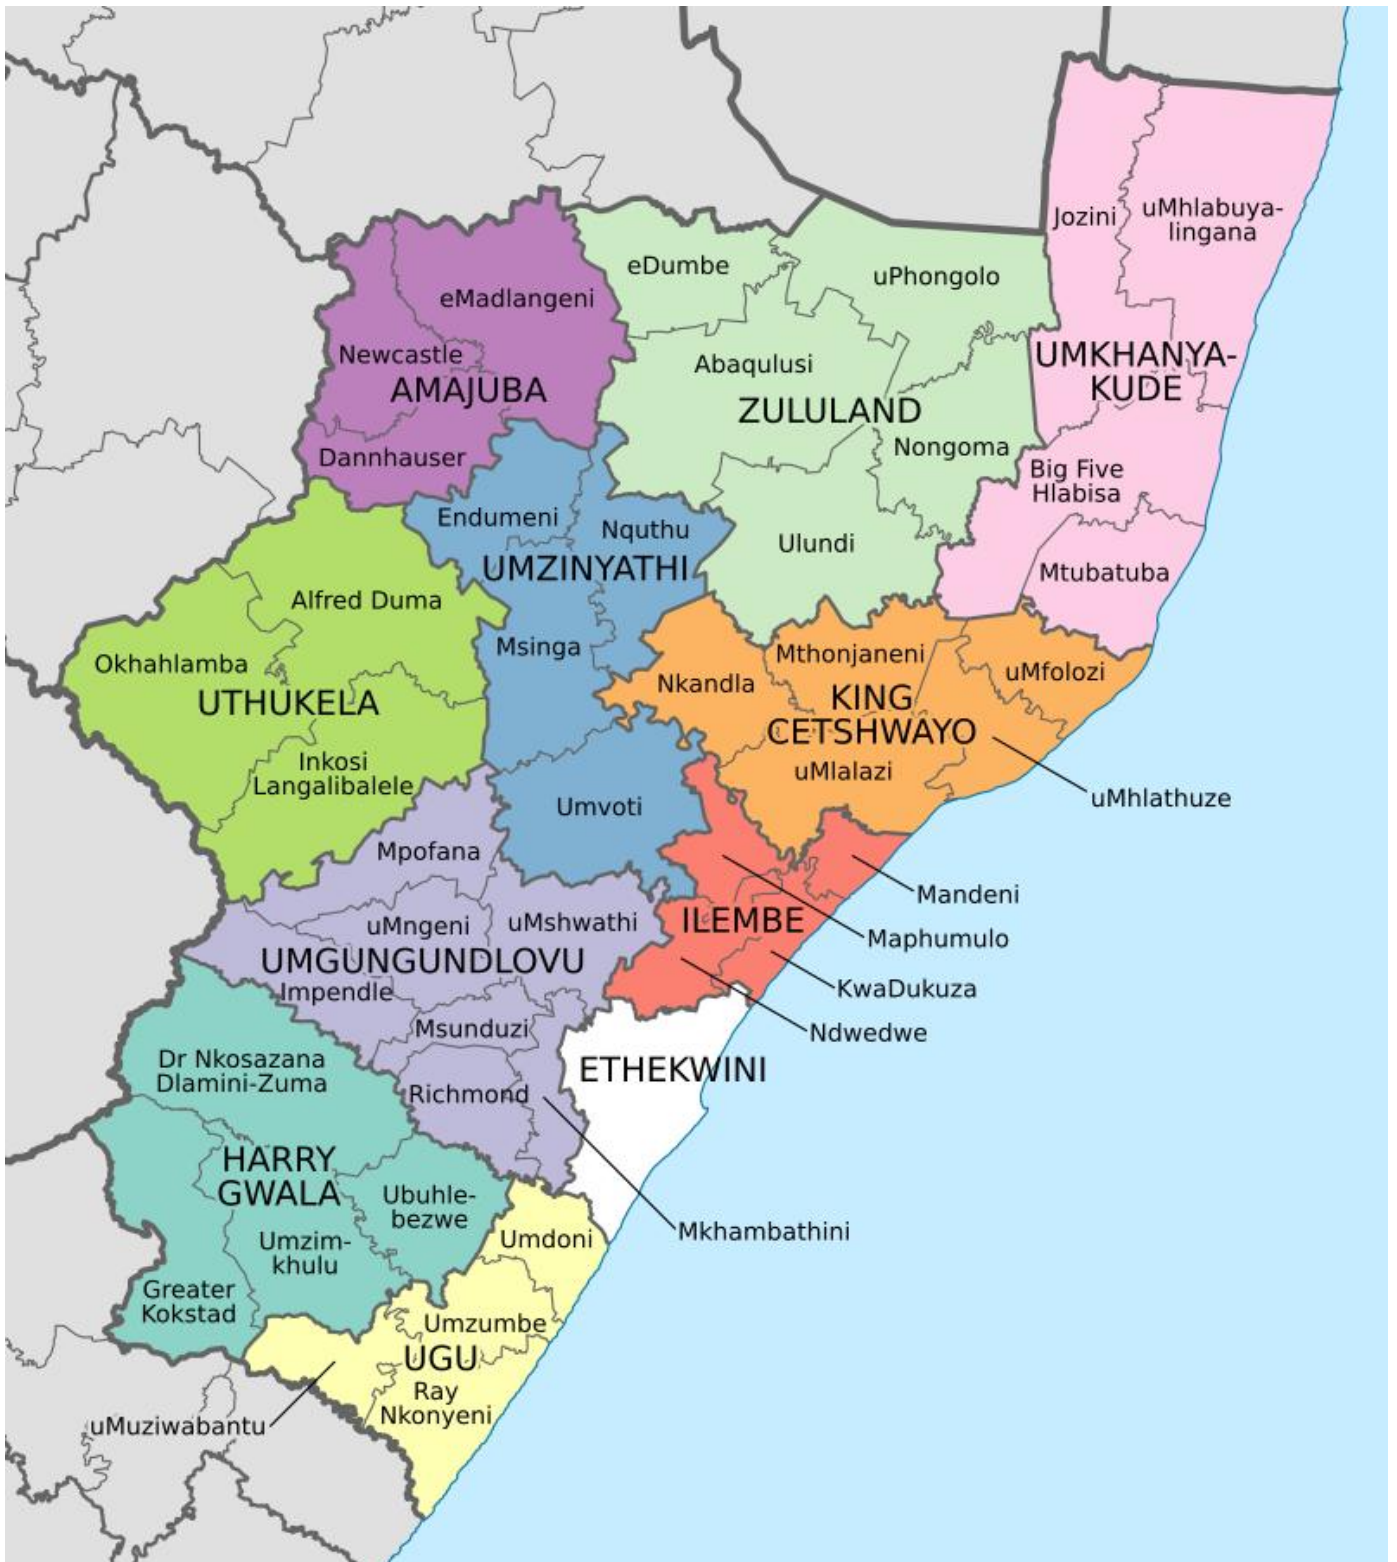 Jozini
uMhlabuya-
lingana
eDumbe
uPhongolo
eMadlangeni
Newcastle
AMAJUBA
Abaqulusi
ZULULAND
UMKHANYA-
KUDE
Dannhauser
Nongoma
Big Five
Hlabisa
Endumeni
Nquthu
Ulundi
UMZINYATHI
Mtubatuba
Alfred Duma
Okhahlamba
UTHUKELA
Msinga
Mthonjaneni
Nkandla
uMfolozi
KING
CETSHWAYO
Inkosi
Langalibalele
uMlalazi
uMhlathuze
Umvoti
Mpofana
Mandeni
uMngeni
uMshwathi
ILEMBE
Maphumulo
UMGUNGUNDLOVU
Impendle
KwaDukuza
Msunduzi
Ndwedwe
Dr Nkosazana
Dlamini-Zuma
ETHEKWINI
Richmond
HARRY
GWALA
Ubuhle-
bezwe
Mkhambathini
Umzim-
khulu
Umdoni
Greater
Kokstad
Umzumbe
UGU
Ray
Nkonyeni
uMuziwabantu